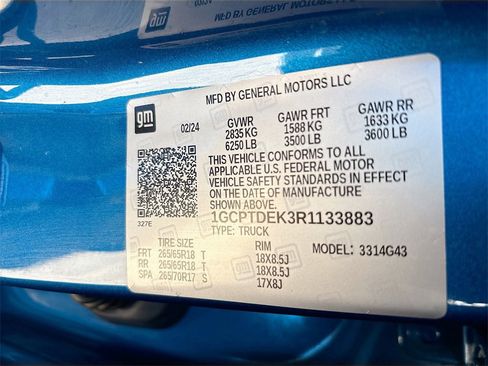 MFD BY GENERAL MOTORS LLC
gm
02/24
GVWR
2835 KG
6250 LB
GAWR FRT
1588 KG
3500 LB
GAWR RR
1633 KG
3600 LB
THIS VEHICLE CONFORMS TO ALL
APPLICABLE U.S. FEDERAL MOTOR
VEHICLE SAFETY STANDARDS IN EFFECT
ON THE DATE OF MANUFACTURE
SHOWN ABOVE.
1GCPTDEK3R1133883
TYPE: TRUCK
327E
MODEL: 3314G43
TIRE SIZE
RIM
FRT 265/65R18 T 18X8.5J
RR 265/65R18 T 18X8.5J
SPA 265/70R17 S 17X8J